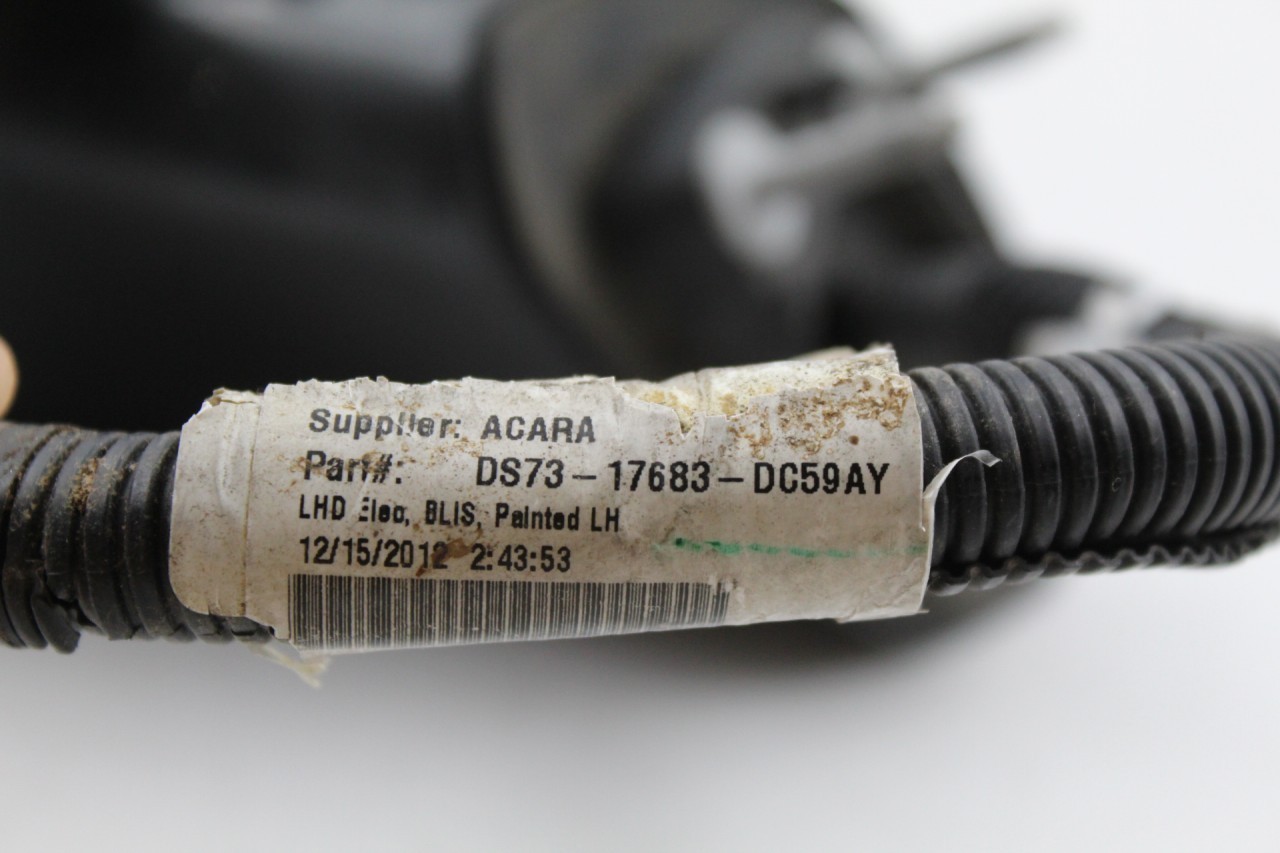 Supplier: ACARA
Part#: DS73-17683-DC59AY
LHD Elec, BLIS, Painted LH
12/15/2012 2:43:53